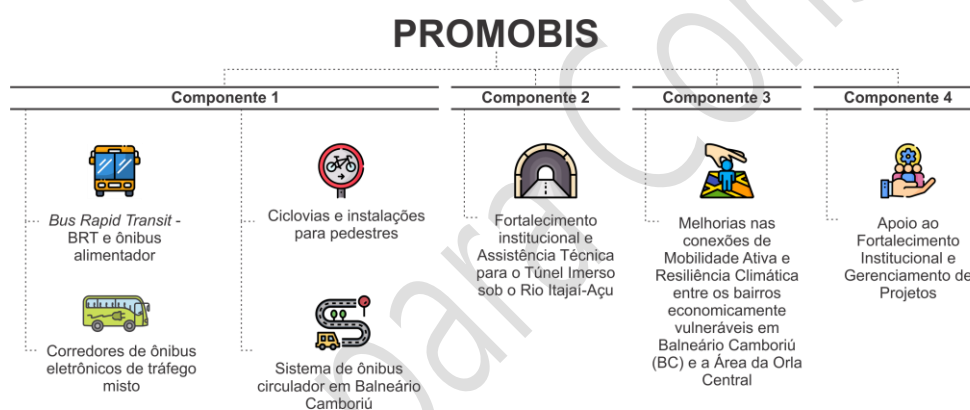 PROMOBIS
Componente 1
Componente 2
Componente 3
Componente 4
Bus Rapid Transit -
BRT e ônibus
alimentador
Corredores de ônibus
eletrônicos de tráfego
misto
Ciclovias e instalações
para pedestres
Sistema de ônibus
circulador em Balneário
Camboriú
Fortalecimento
institucional e
Assistência Técnica
para o Túnel Imerso
sob o Rio Itajaí-Açu
Melhorias nas
conexões de
Mobilidade Ativa e
Resiliência Climática
entre os bairros
economicamente
vulneráveis em
Balneário Camboriú
(BC) e a Área da Orla
Central
Apoio ao
Fortalecimento
Institucional e
Gerenciamento de
Projetos
para Cons